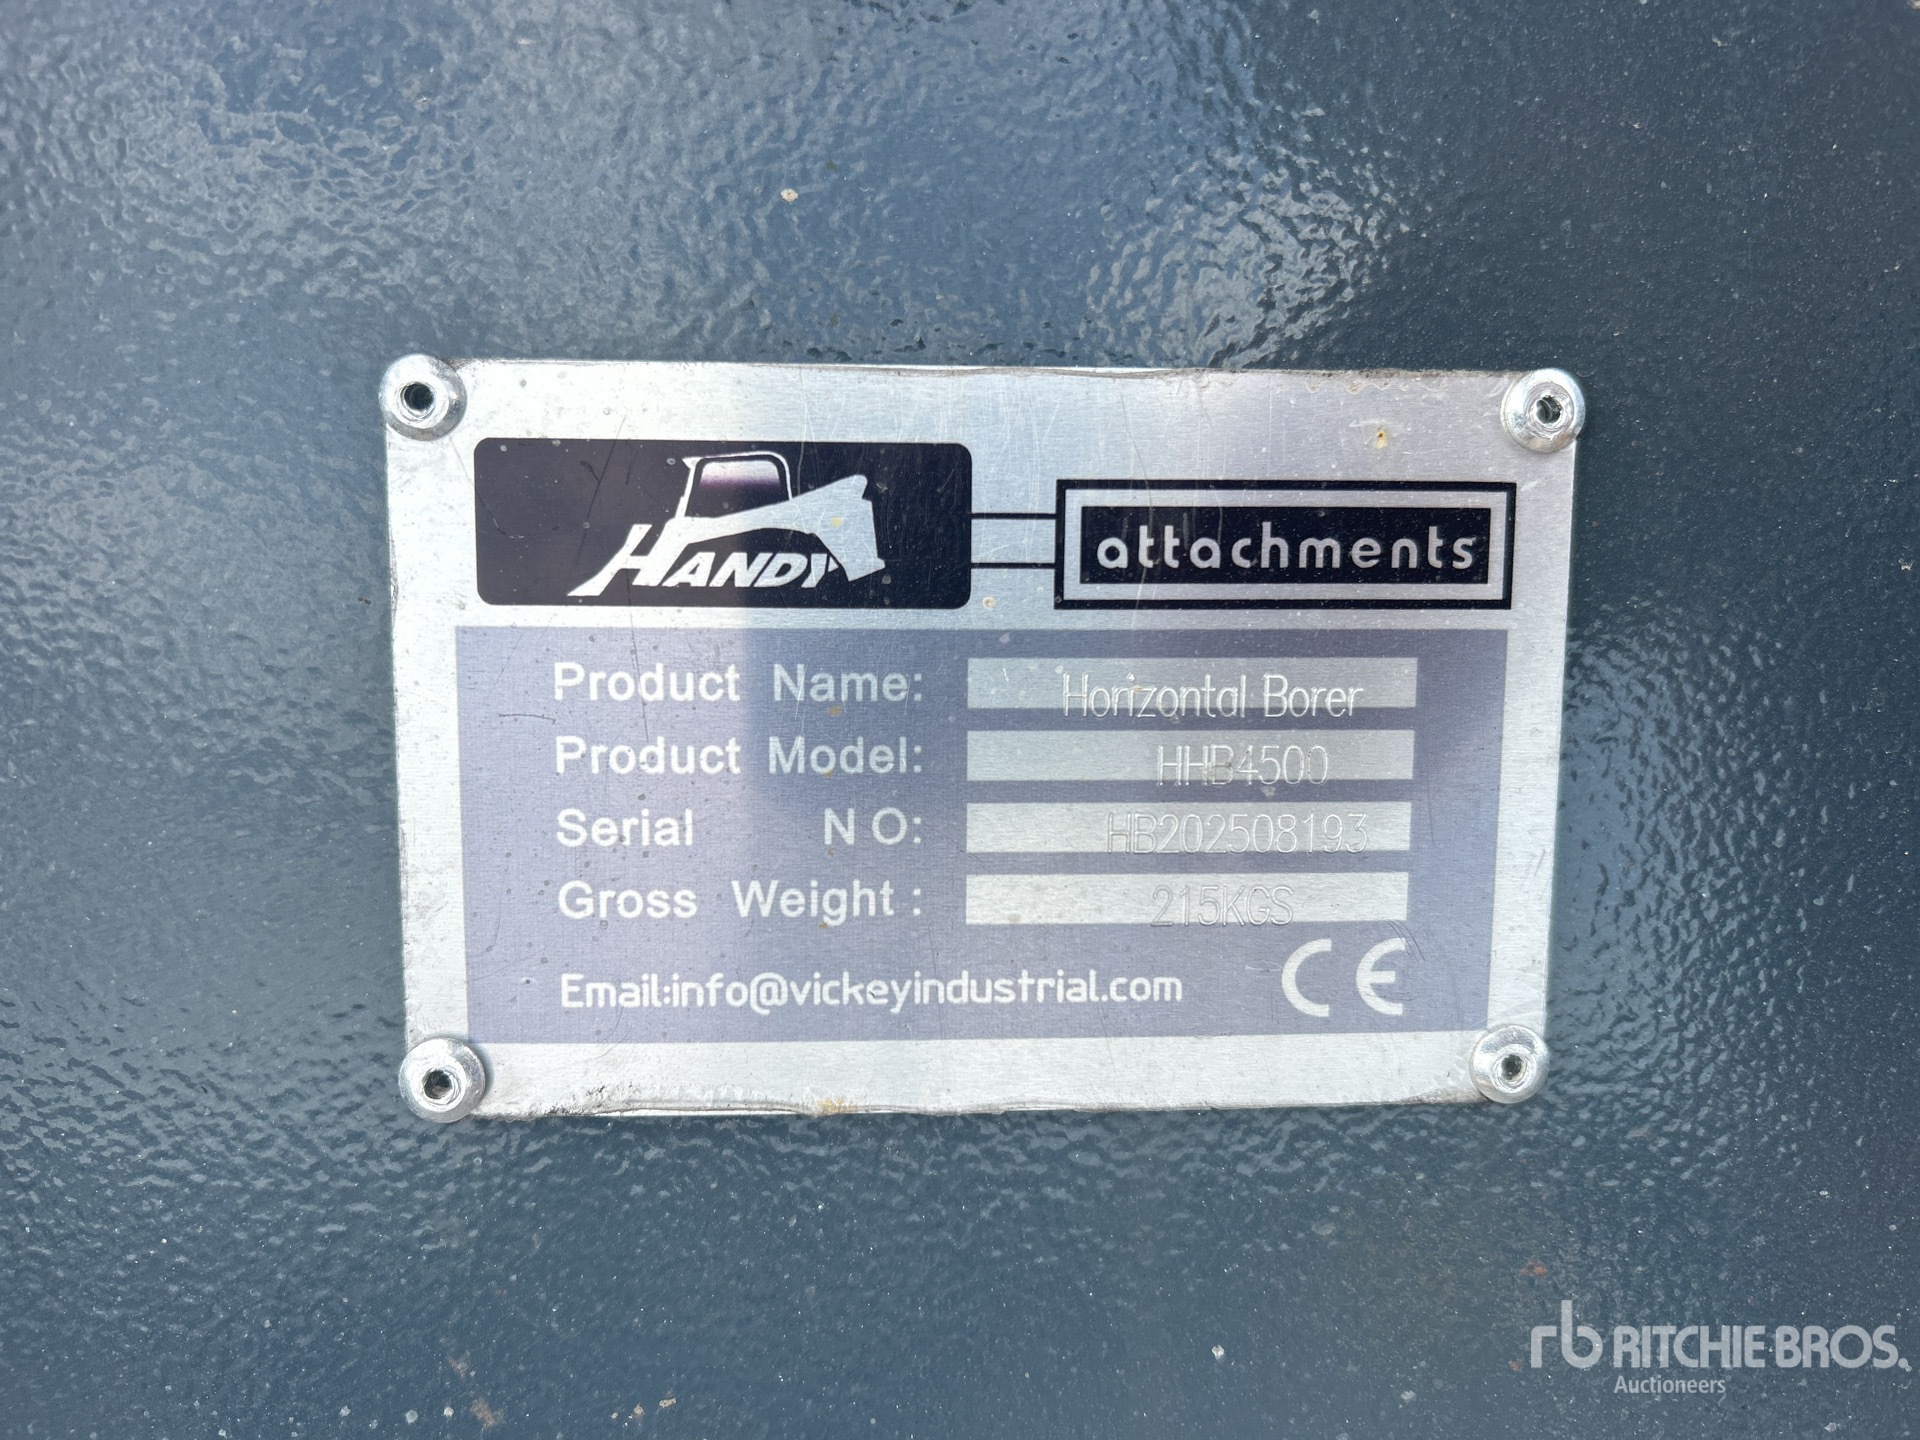 HANDY attachments
Product Name: Horizontal Borer
Product Model: HHB4500
Serial NO: HB202508193
Gross Weight: 215KGS
Email:info@vickeyindustrial.com CE
rb RITCHIE BROS.
Auctioneers